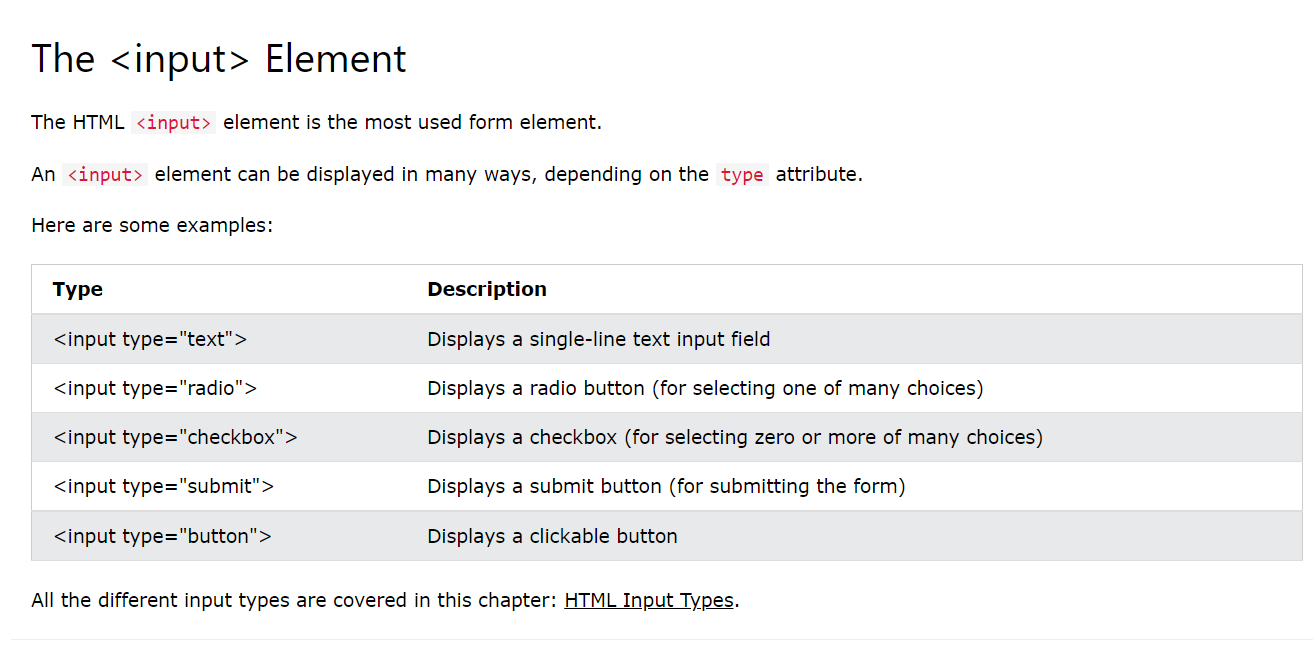 The <input> Element
The HTML <input> element is the most used form element.
An <input> element can be displayed in many ways, depending on the type attribute.
Here are some examples:
Type Description
<input type="text"> Displays a single-line text input field
<input type="radio"> Displays a radio button (for selecting one of many choices)
<input type="checkbox"> Displays a checkbox (for selecting zero or more of many choices)
<input type="submit"> Displays a submit button (for submitting the form)
<input type="button"> Displays a clickable button
All the different input types are covered in this chapter: HTML Input Types.